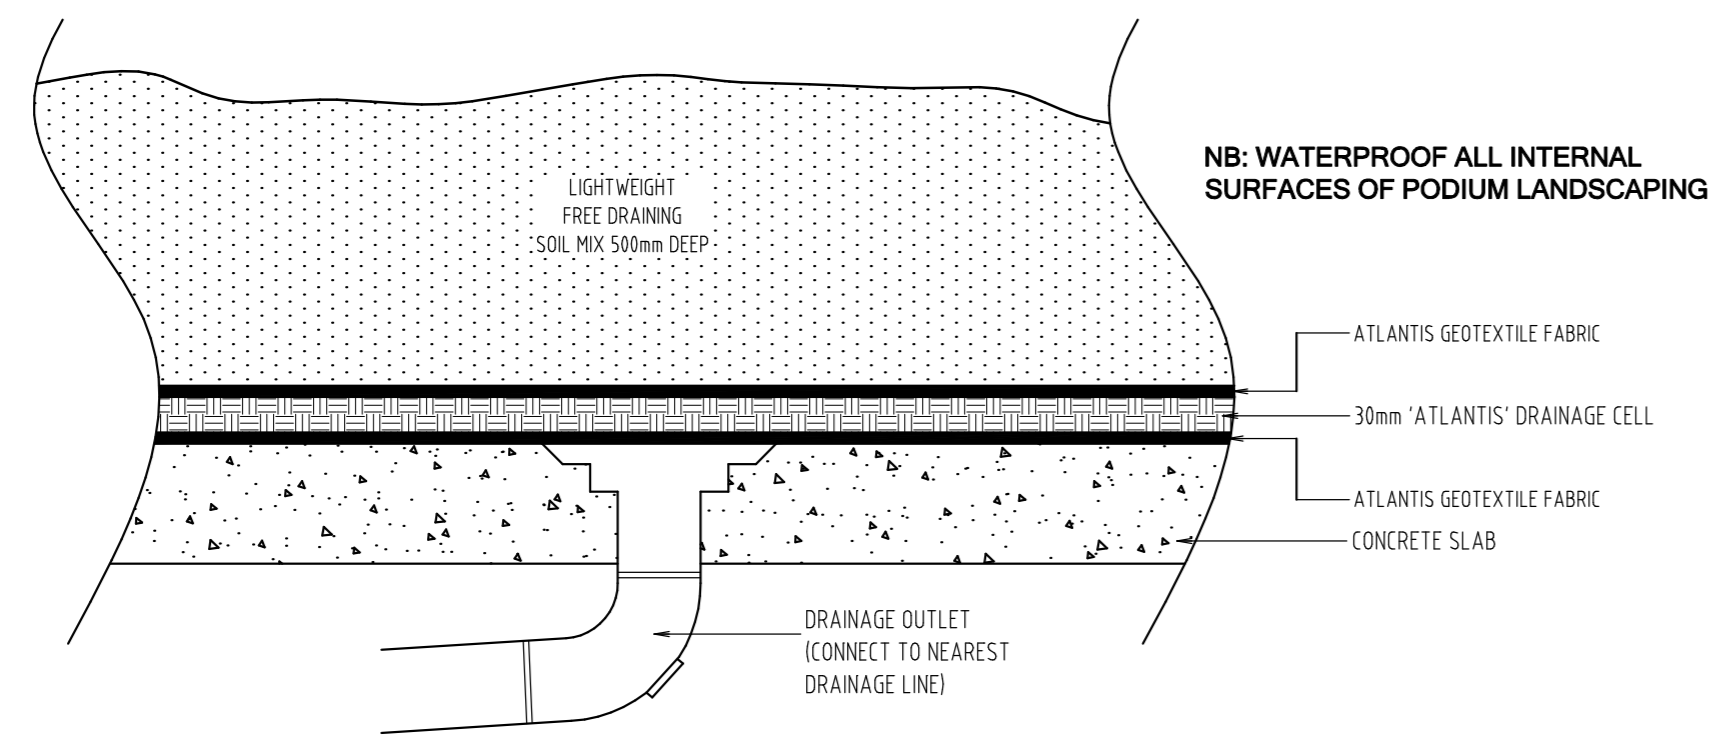 NB: WATERPROOF ALL INTERNAL
SURFACES OF PODIUM LANDSCAPING
LIGHTWEIGHT
FREE DRAINING
SOIL MIX 500mm DEEP
ATLANTIS GEOTEXTILE FABRIC
30mm 'ATLANTIS' DRAINAGE CELL
ATLANTIS GEOTEXTILE FABRIC
CONCRETE SLAB
DRAINAGE OUTLET
(CONNECT TO NEAREST
DRAINAGE LINE)